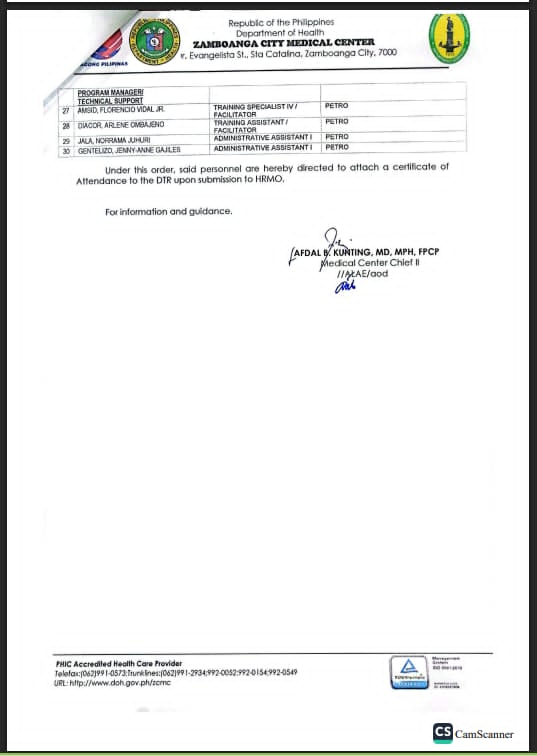 Republic of the Philippines
Department of Health
ZAMBOANGA CITY MEDICAL CENTER
r. Evangelista St., Sta Catalina, Zamboanga City, 7000
AGONG PILIPINAS
PROGRAM MANAGER/
TECHNICAL SUPPORT
27 AMSID, FLORENCIO VIDAL JR. TRAINING SPECIALIST IV / FACILITATOR PETRO
28 DIACOR, ARLENE OMBAJENO TRAINING ASSISTANT / FACILITATOR PETRO
29 JALA, NORRAMA JUHURI ADMINISTRATIVE ASSISTANT I PETRO
30 GENTELIZO, JENNY-ANNE GAJILES ADMINISTRATIVE ASSISTANT I PETRO
Under this order, said personnel are hereby directed to attach a certificate of
Attendance to the DTR upon submission to HRMO.
For information and guidance.
AFDAL B. KUNTING, MD, MPH, FPCP
Medical Center Chief II
PHIC Accredited Health Care Provider
Telefax:(062)991-0573;Trunklines:(062)991-2934;992-0052;992-0154;992-0549
URL: http://www.doh.gov.ph/zcmc
Management
System
CS CamScanner